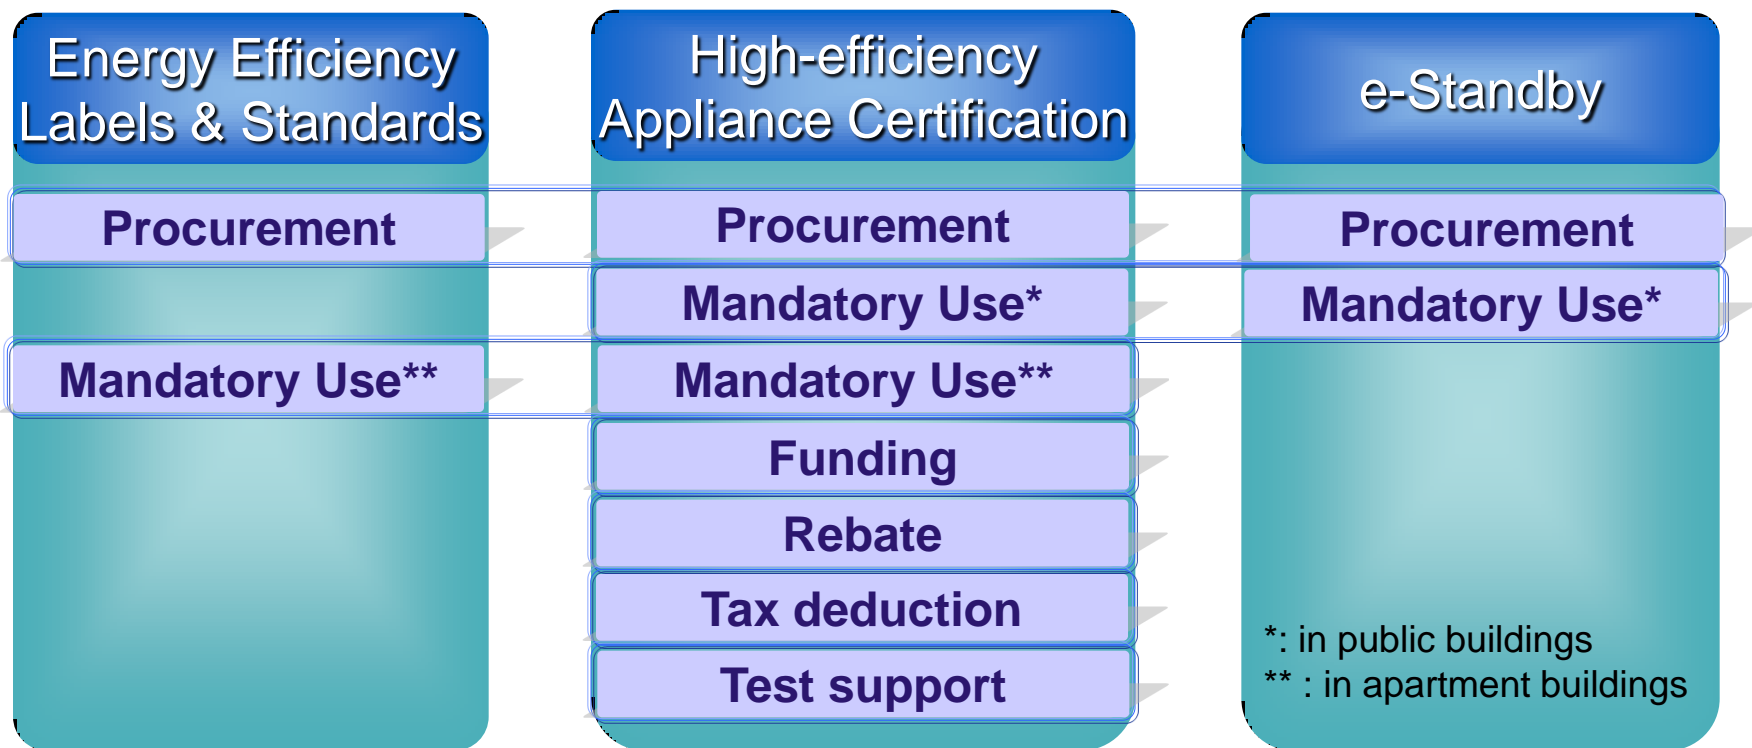 Energy Efficiency
Labels & Standards
Procurement
Mandatory Use**
High-efficiency
Appliance Certification
Procurement
Mandatory Use*
Mandatory Use**
Funding
Rebate
Tax deduction
Test support
e-Standby
Procurement
Mandatory Use*
*: in public buildings
** : in apartment buildings